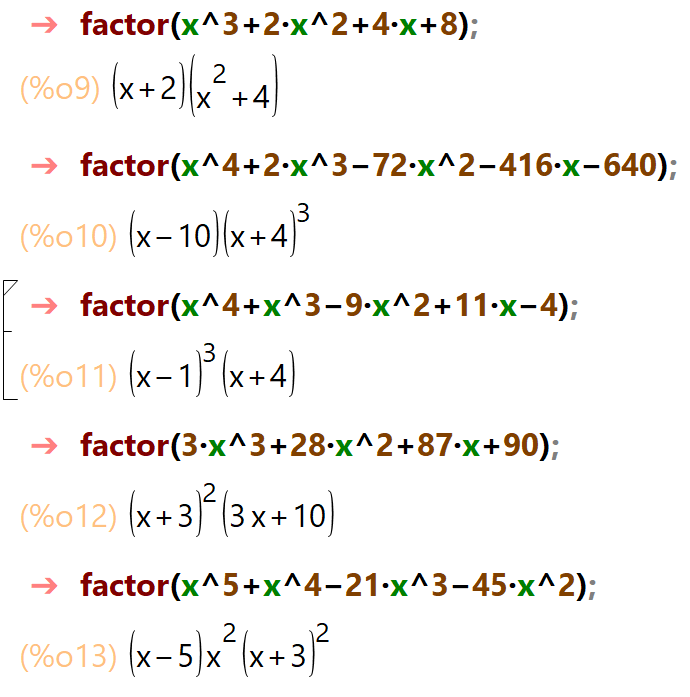 ➔ factor(x^3+2·x^2+4·x+8);
(%o9) (x+2)(x²+4)
➔ factor(x^4+2·x^3−72·x^2−416·x−640);
(%o10) (x−10)(x+4)³
➔ factor(x^4+x^3−9·x^2+11·x−4);
(%o11) (x−1)³(x+4)
➔ factor(3·x^3+28·x^2+87·x+90);
(%o12) (x+3)²(3x+10)
➔ factor(x^5+x^4−21·x^3−45·x^2);
(%o13) (x−5)x²(x+3)²